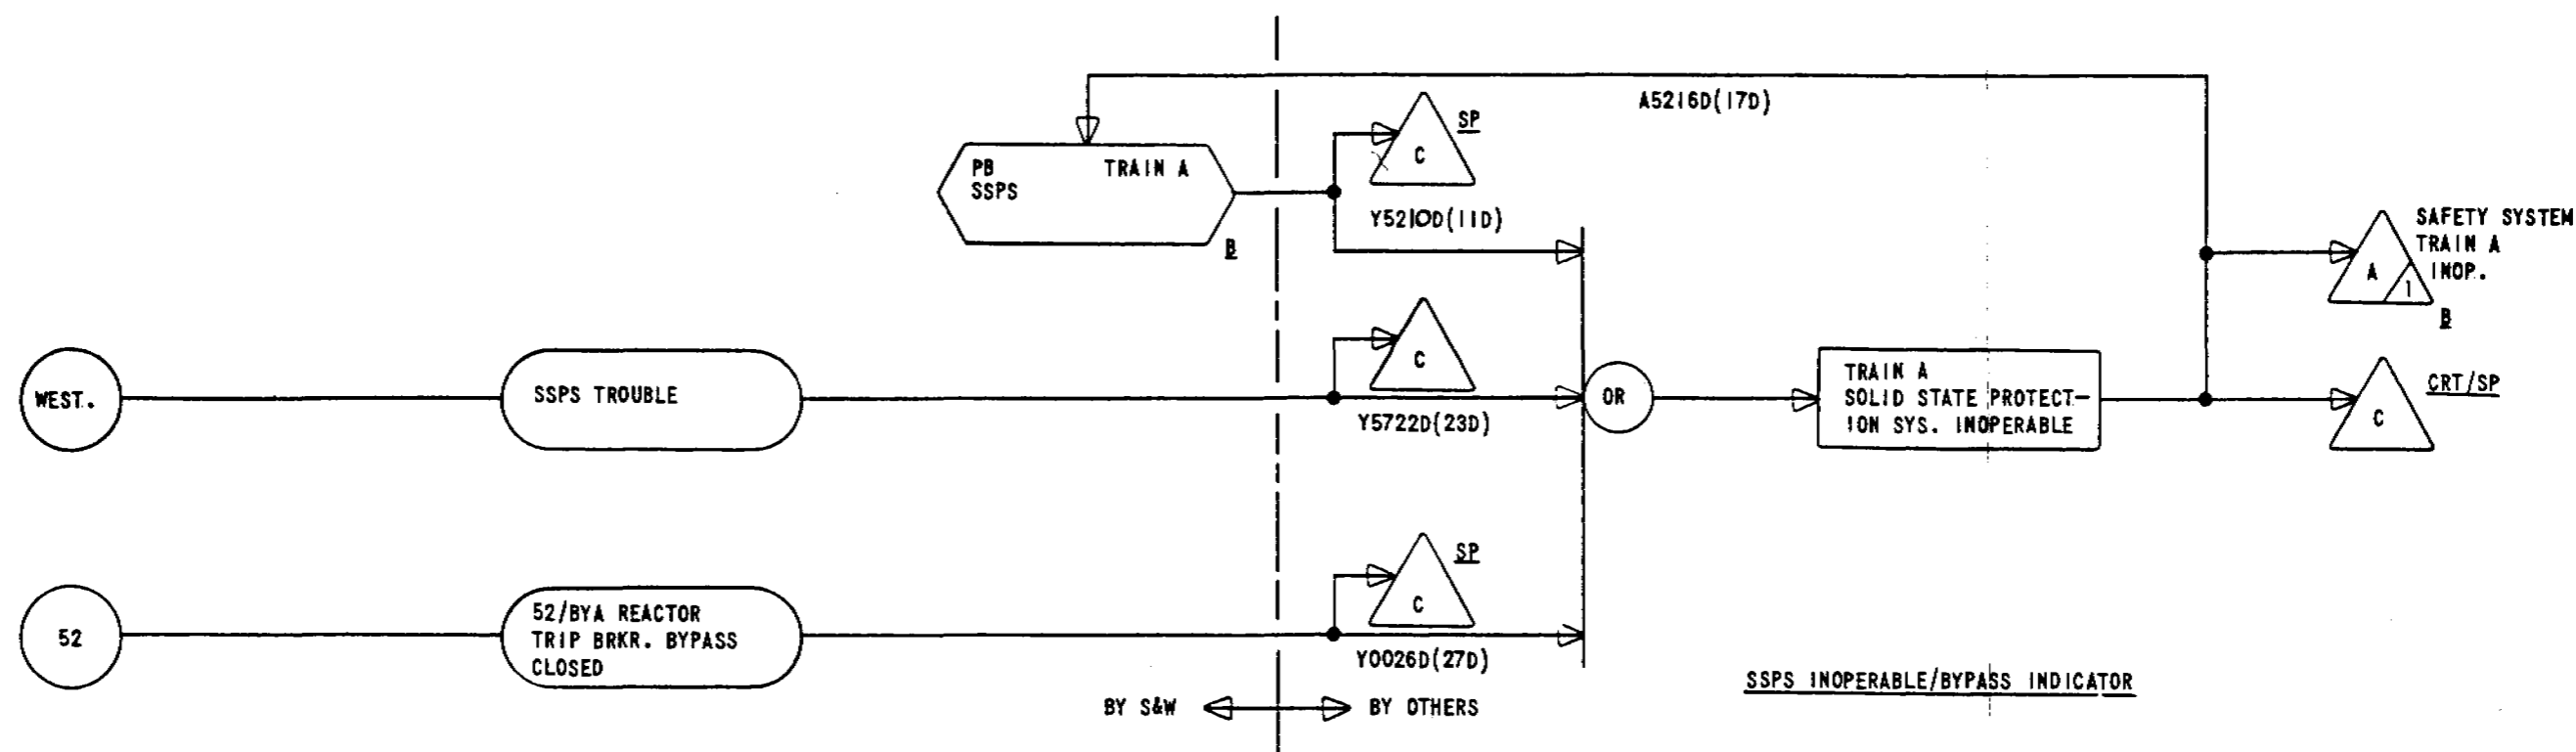 A5216D(17D)
SP
C
PB TRAIN A
SSPS
B
Y5210D(11D)
SAFETY SYSTEM
TRAIN A
INOP.
A
1
B
C
WEST.
SSPS TROUBLE
Y5722D(23D)
OR
TRAIN A
SOLID STATE PROTECT-
ION SYS. INOPERABLE
CRT/SP
C
SP
C
52
52/BYA REACTOR
TRIP BRKR. BYPASS
CLOSED
Y0026D(27D)
SSPS INOPERABLE/BYPASS INDICATOR
BY S&W
BY OTHERS